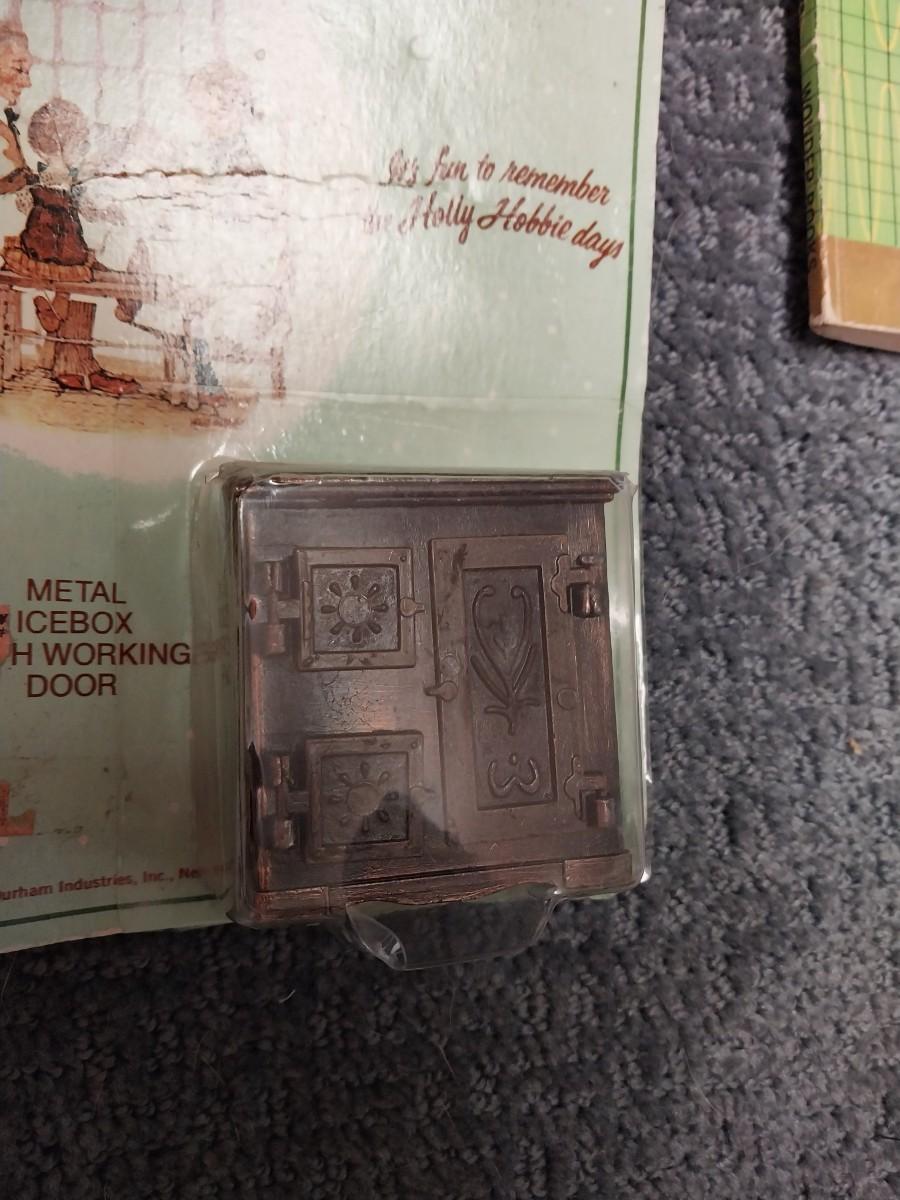 It's fun to remember
the Holly Hobbie days
METAL
ICEBOX
H WORKING
DOOR
urham Industries, Inc., Ne